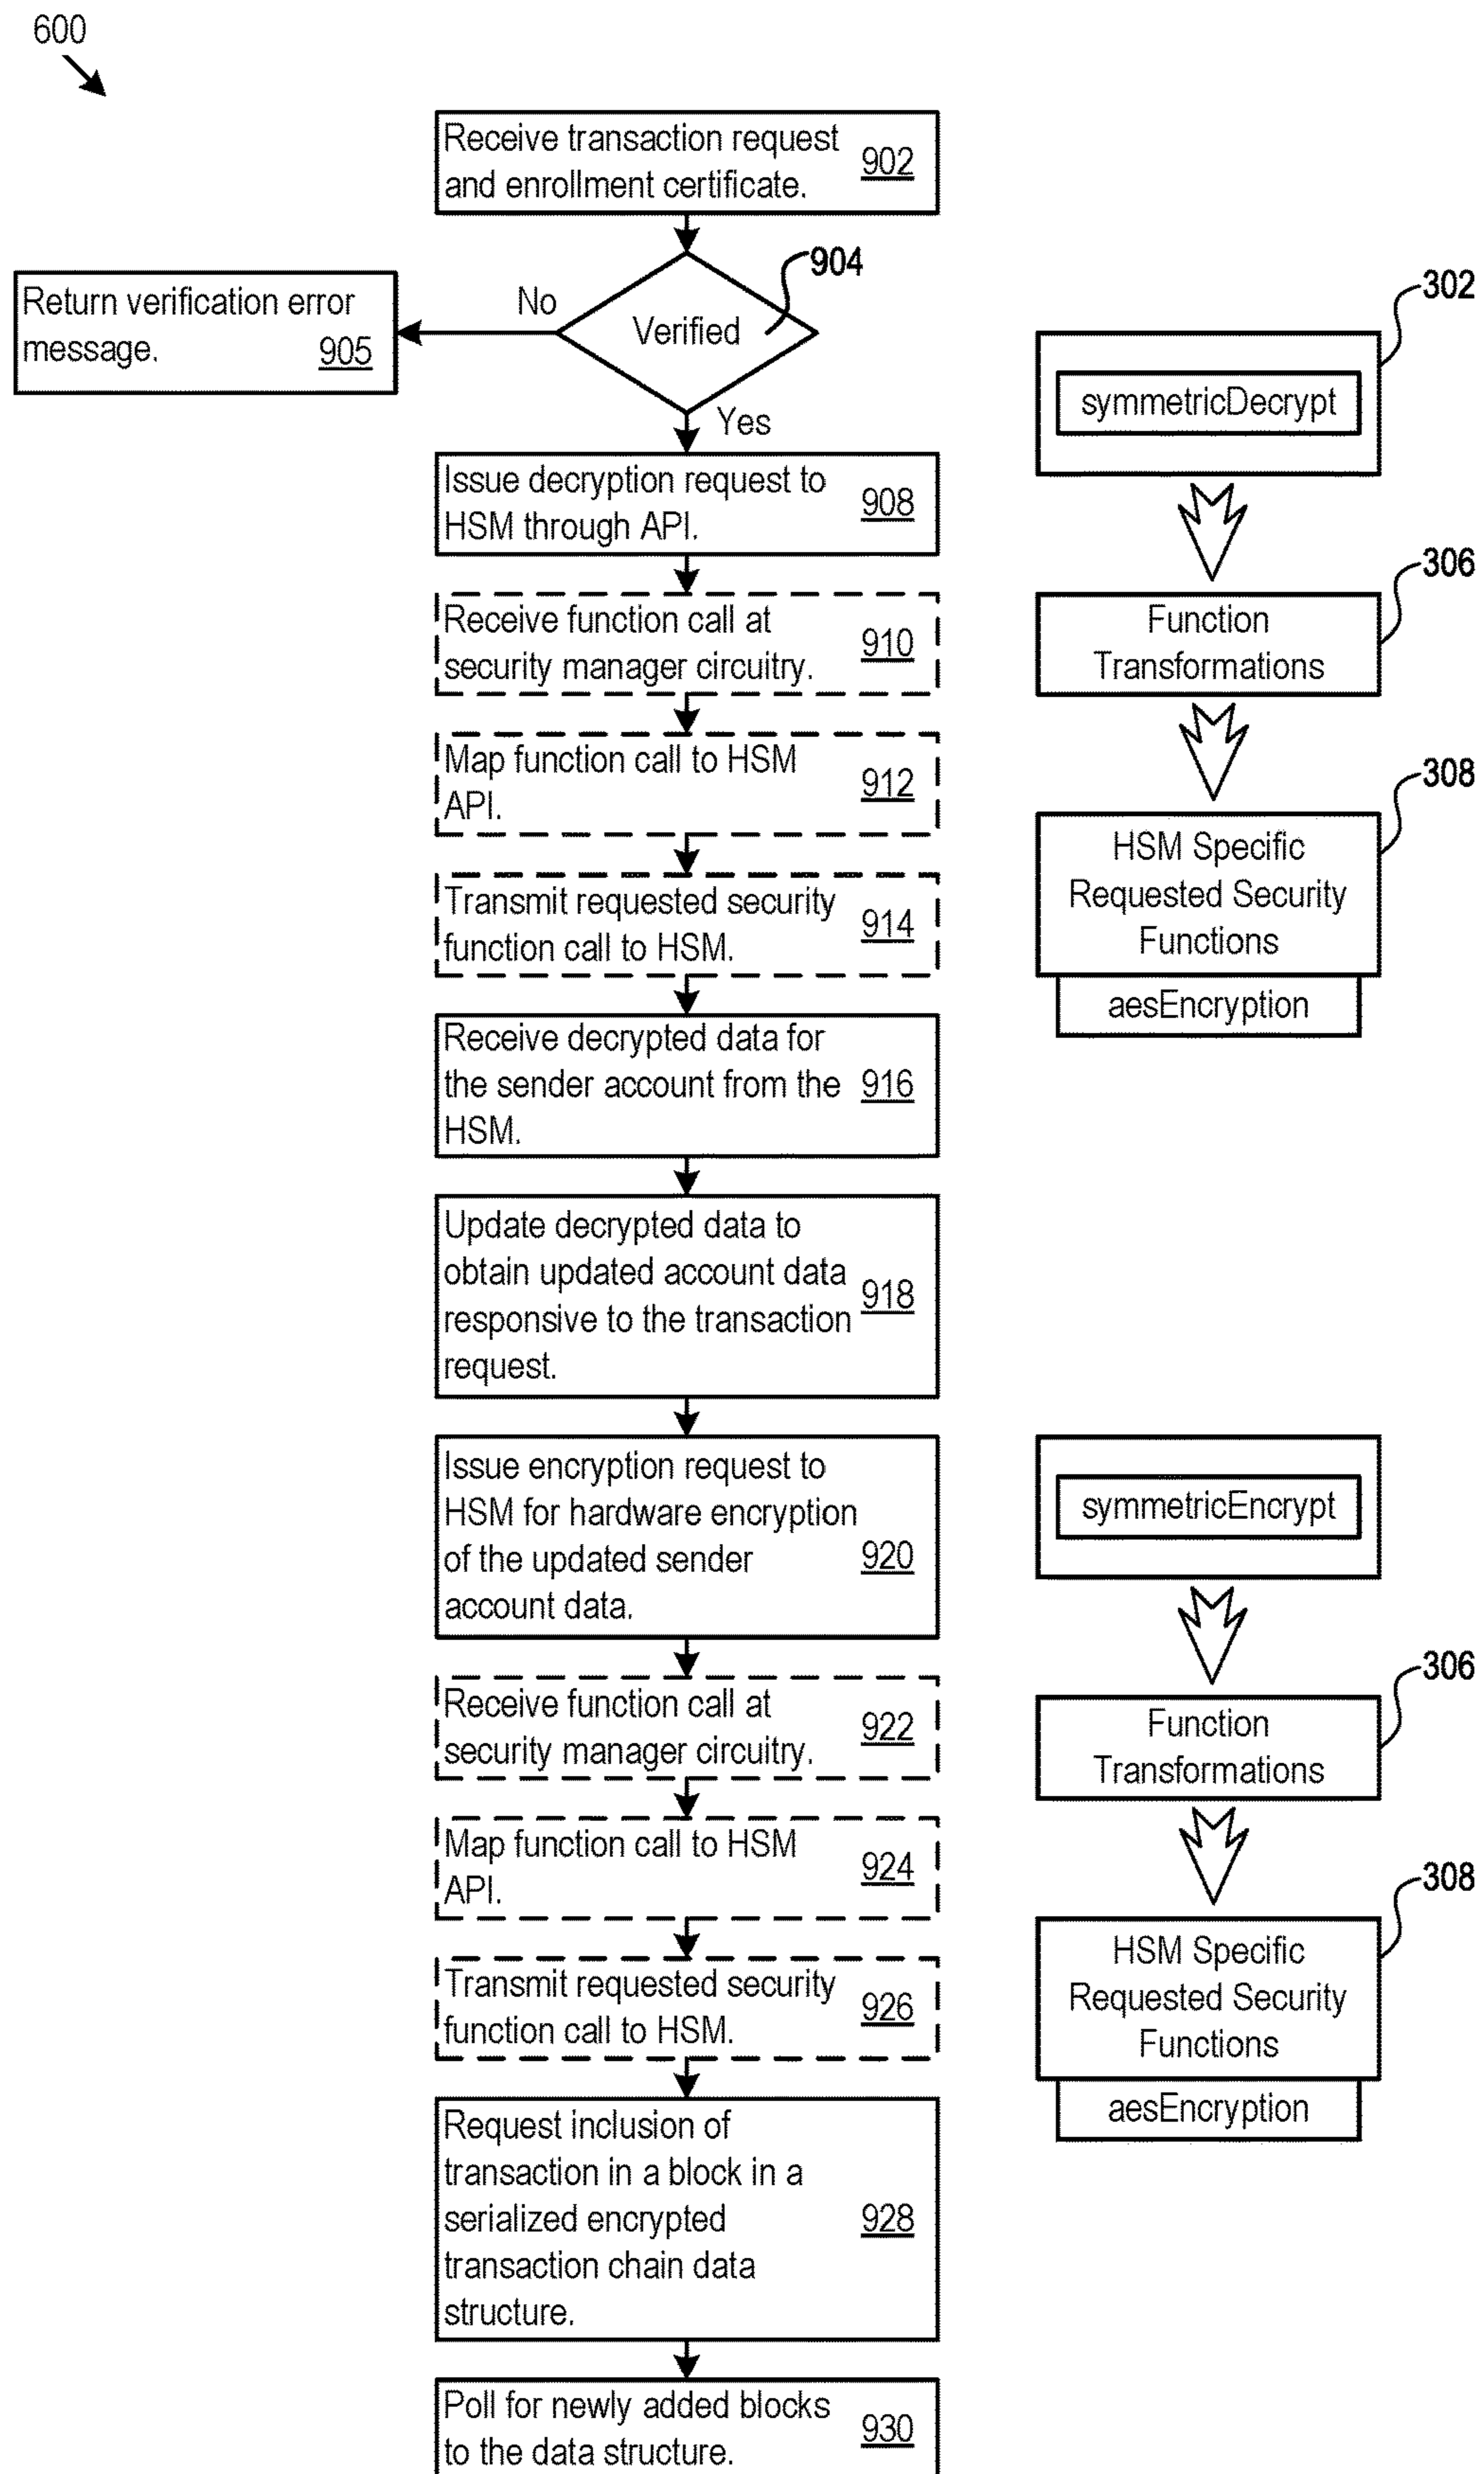 600
Receive transaction request
and enrollment certificate.
902
904
Verified
No
Return verification error
message.
905
Yes
Issue decryption request to
HSM through API.
908
Receive function call at
security manager circuitry.
910
Map function call to HSM
API.
912
Transmit requested security
function call to HSM.
914
Receive decrypted data for
the sender account from the
HSM.
916
Update decrypted data to
obtain updated account data
responsive to the transaction
request.
918
Issue encryption request to
HSM for hardware encryption
of the updated sender
account data.
920
Receive function call at
security manager circuitry.
922
Map function call to HSM
API.
924
Transmit requested security
function call to HSM.
926
Request inclusion of
transaction in a block in a
serialized encrypted
transaction chain data
structure.
928
Poll for newly added blocks
to the data structure.
930
302
symmetricDecrypt
306
Function
Transformations
308
HSM Specific
Requested Security
Functions
aesEncryption
symmetricEncrypt
306
Function
Transformations
308
HSM Specific
Requested Security
Functions
aesEncryption